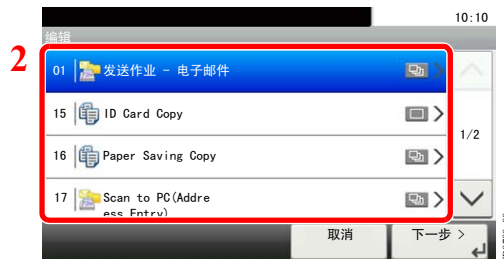 10:10
编辑
2
01 发送作业 - 电子邮件
15 ID Card Copy
16 Paper Saving Copy
1/2
17 Scan to PC(Addre
ess Entry)
取消 下一步 >